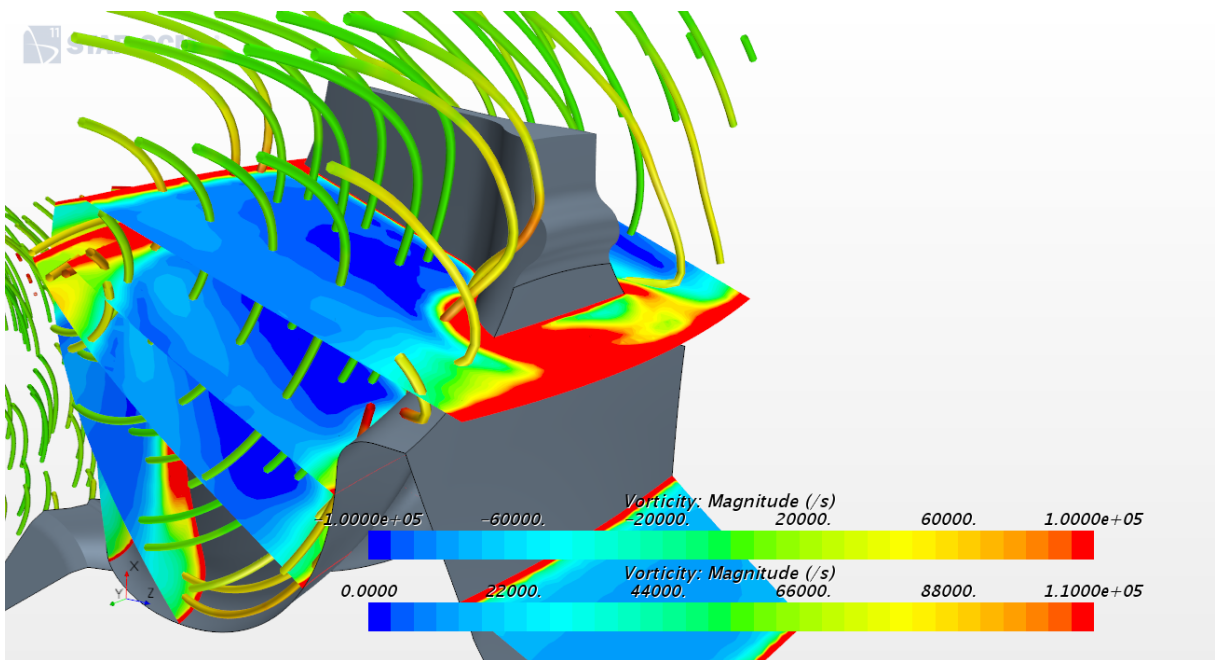 11
Vorticity: Magnitude (/s)
-1.0000e+05 -60000. -20000. 20000. 60000. 1.0000e+05
Vorticity: Magnitude (/s)
0.0000 22000. 44000. 66000. 88000. 1.1000e+05
X
Y Z